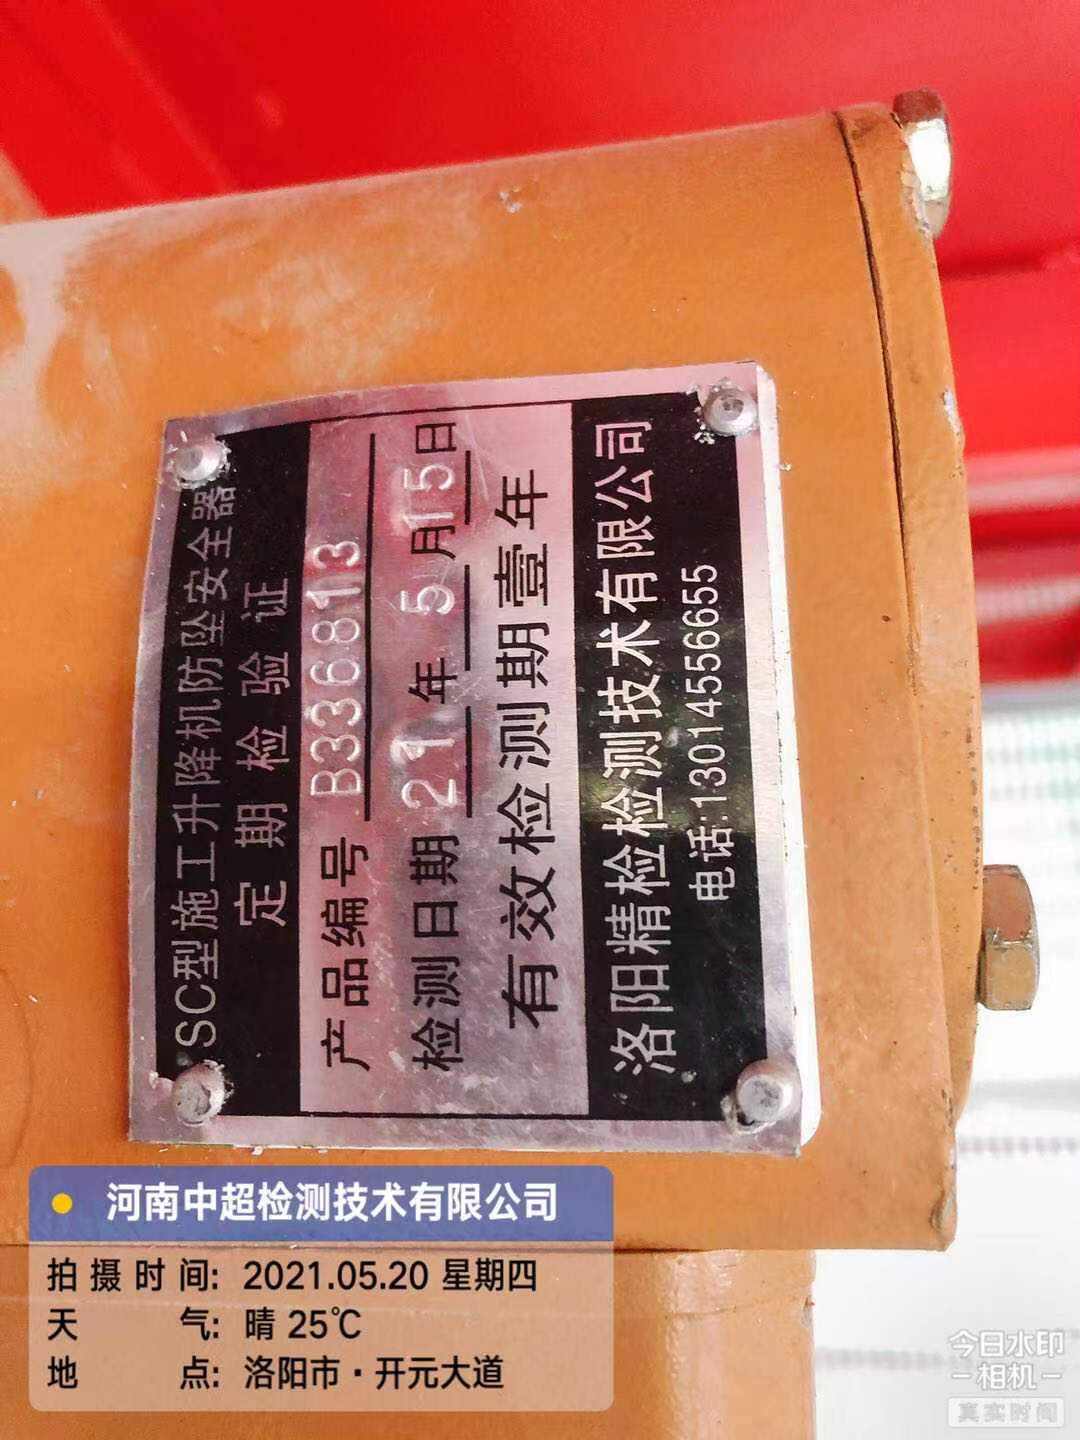 SC型施工升降机防坠安全器
定期检验证
产品编号 B336813
检测日期 21年 5月15日
有效检测期壹年
洛阳精检检测技术有限公司
电话:13014556655
河南中超检测技术有限公司
拍摄时间: 2021.05.20 星期四
天气: 晴 25℃
地点: 洛阳市·开元大道
今日水印
相机
真实时间